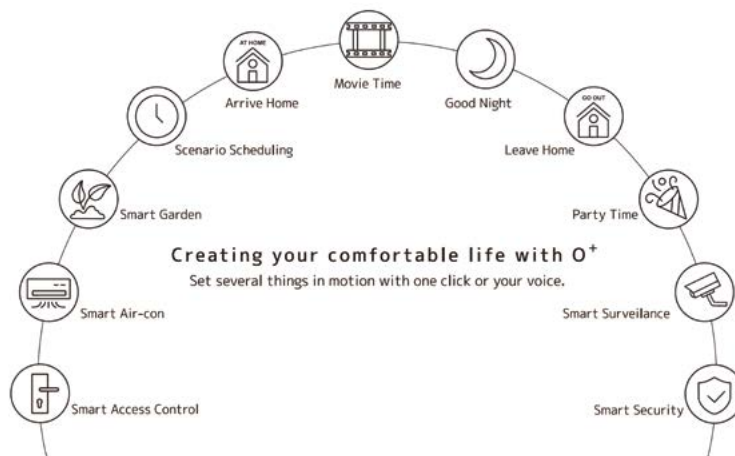 Movie Time
AT HOME
Arrive Home
Good Night
GO OUT
Leave Home
Scenario Scheduling
Party Time
Smart Garden
Creating your comfortable life with O⁺
Set several things in motion with one click or your voice.
Smart Air-con
Smart Surveilance
Smart Access Control
Smart Security